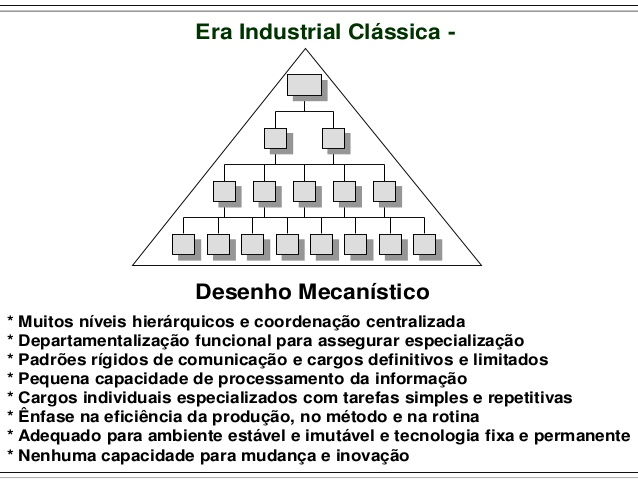 Era Industrial Clássica -
Desenho Mecanístico
* Muitos níveis hierárquicos e coordenação centralizada
* Departamentalização funcional para assegurar especialização
* Padrões rígidos de comunicação e cargos definitivos e limitados
* Pequena capacidade de processamento da informação
* Cargos individuais especializados com tarefas simples e repetitivas
* Ênfase na eficiência da produção, no método e na rotina
* Adequado para ambiente estável e imutável e tecnologia fixa e permanente
* Nenhuma capacidade para mudança e inovação